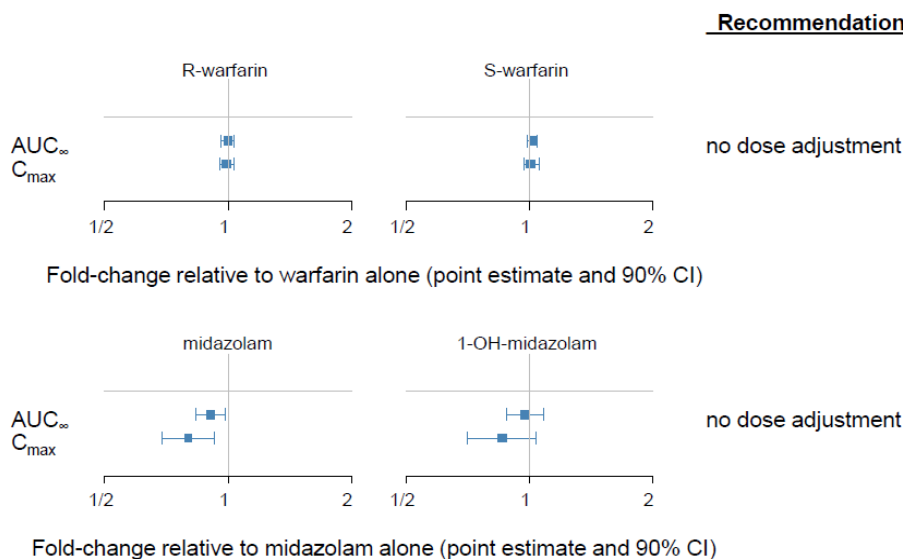 Recommendation
R-warfarin S-warfarin
AUC∞ no dose adjustment
Cmax
1/2 1 2 1/2 1 2
Fold-change relative to warfarin alone (point estimate and 90% CI)
midazolam 1-OH-midazolam
AUC∞ no dose adjustment
Cmax
1/2 1 2 1/2 1 2
Fold-change relative to midazolam alone (point estimate and 90% CI)